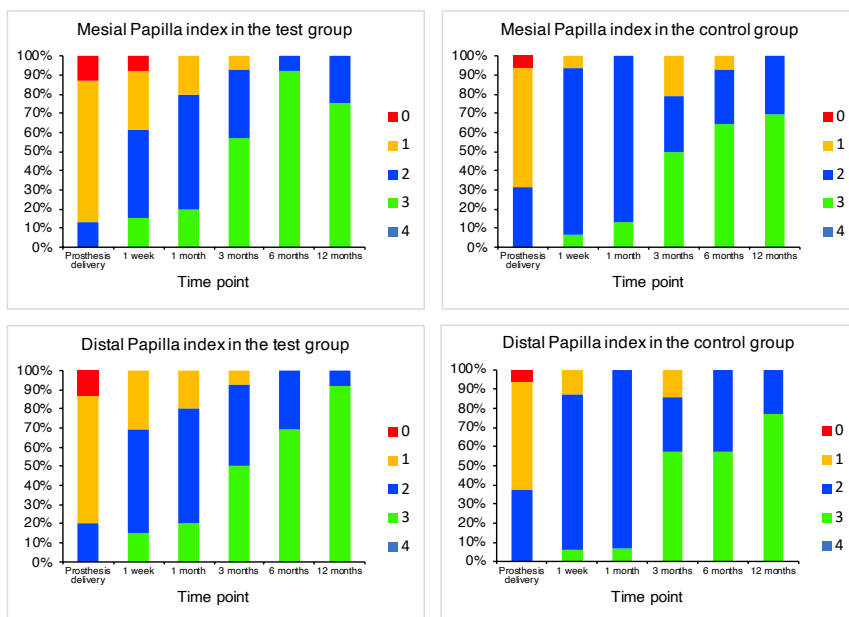 Mesial Papilla index in the test group
100%
90%
80%
70%
60%
50%
40%
30%
20%
10%
0%
Prosthesis delivery
1 week
1 month
3 months
6 months
12 months
Time point
0
1
2
3
4
Mesial Papilla index in the control group
100%
90%
80%
70%
60%
50%
40%
30%
20%
10%
0%
Prosthesis delivery
1 week
1 month
3 months
6 months
12 months
Time point
0
1
2
3
4
Distal Papilla index in the test group
100%
90%
80%
70%
60%
50%
40%
30%
20%
10%
0%
Prosthesis delivery
1 week
1 month
3 months
6 months
12 months
Time point
0
1
2
3
4
Distal Papilla index in the control group
100%
90%
80%
70%
60%
50%
40%
30%
20%
10%
0%
Prosthesis delivery
1 week
1 month
3 months
6 months
12 months
Time point
0
1
2
3
4